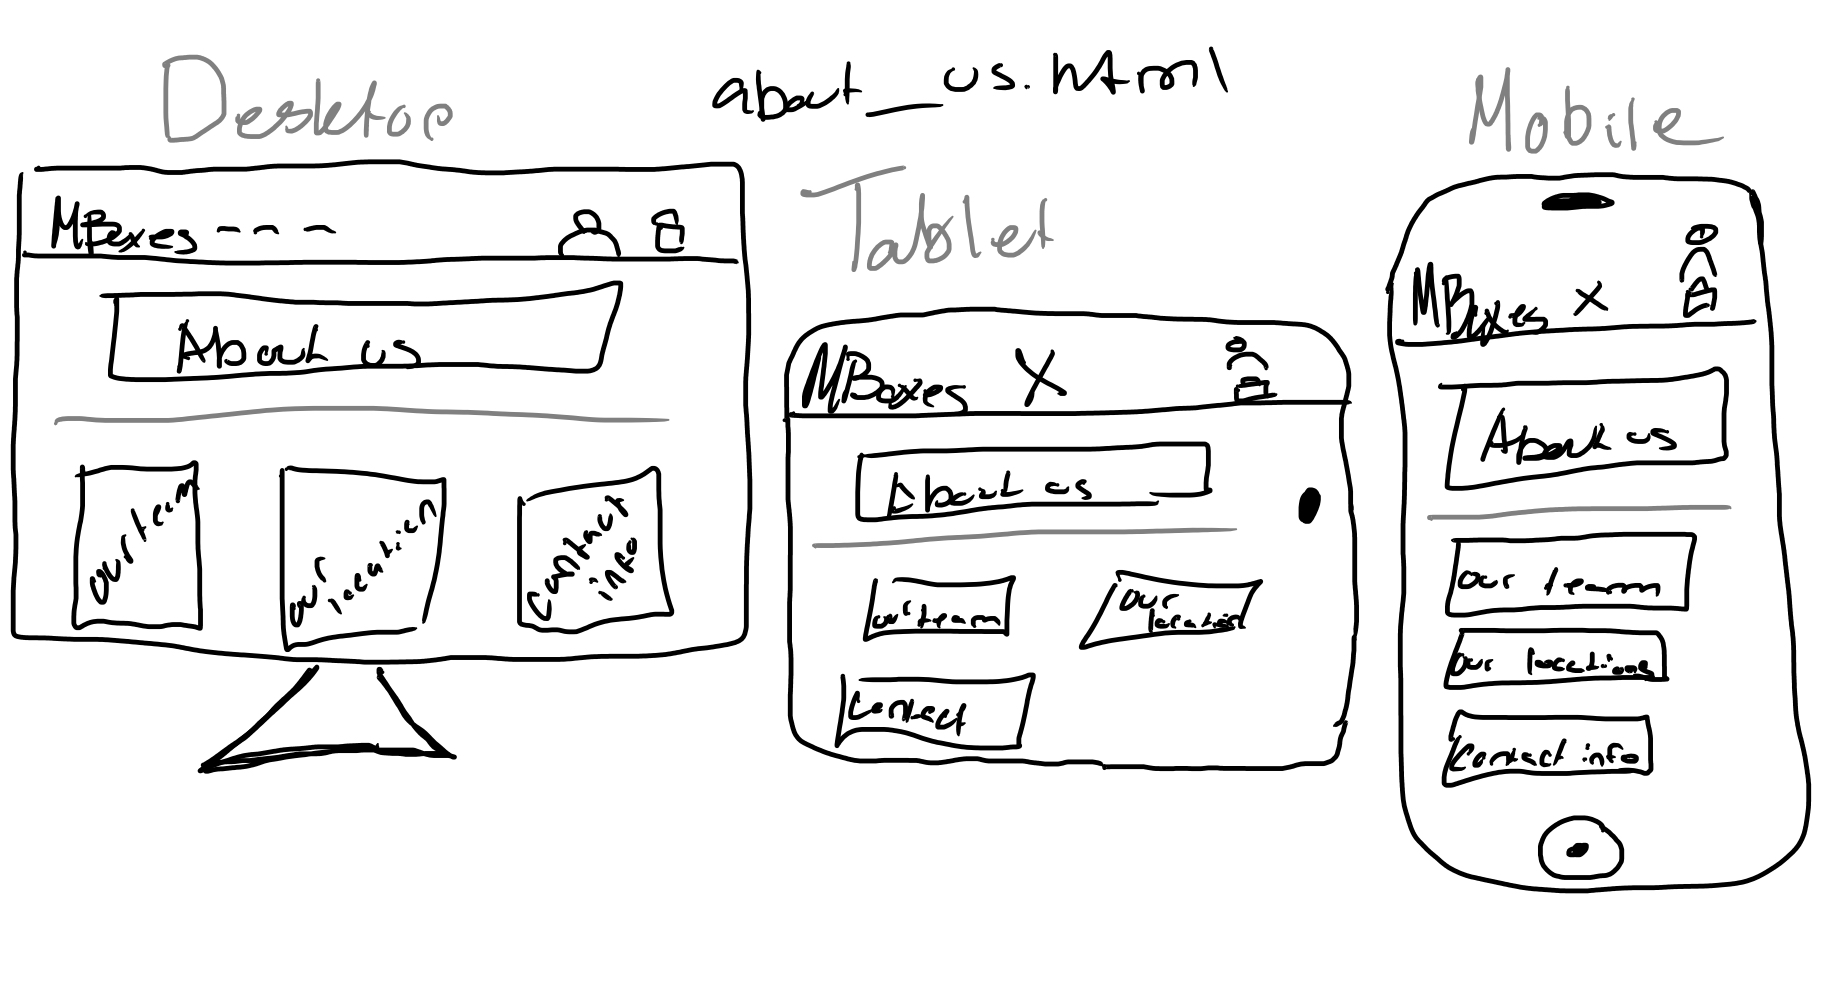 Desktop
about_us.html
Mobile
Tablet
MBoxes
About us
our team
our
location
contact
info
MBoxes X
About us
our team
our
location
contact
MBoxes X
About us
our team
our locations
contact info